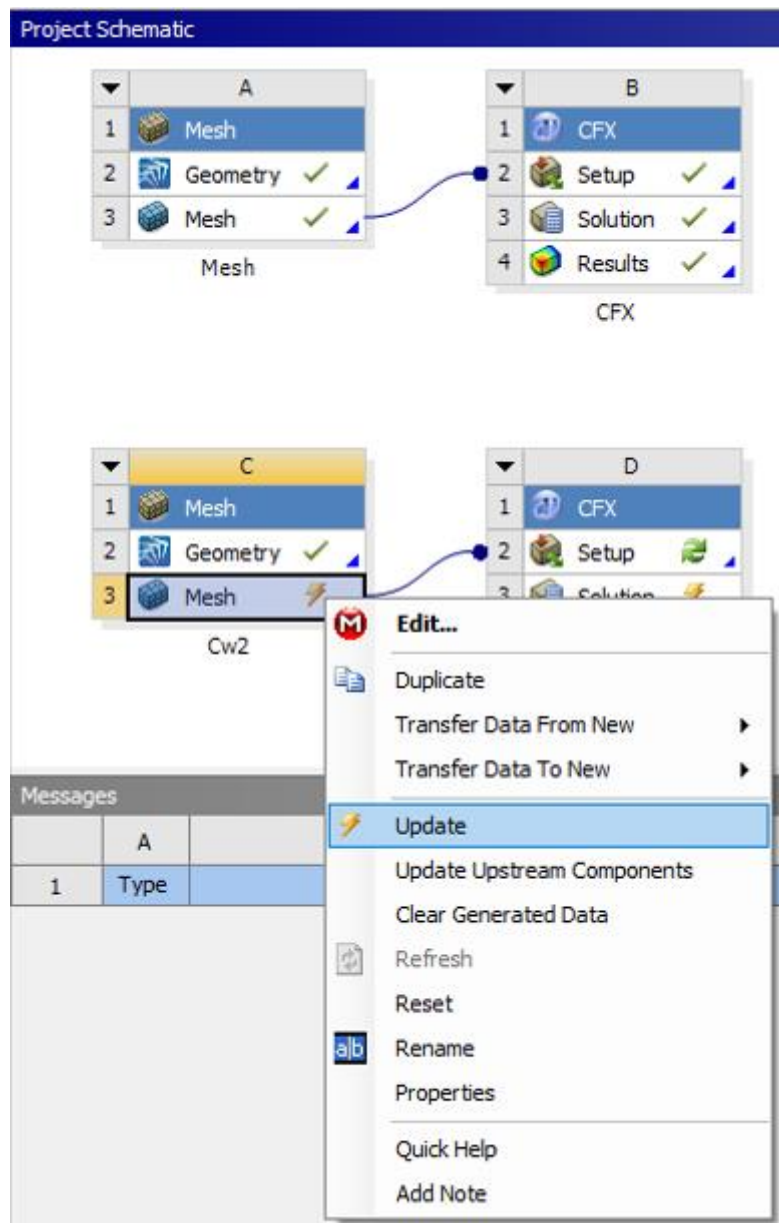 Project Schematic
A
1 Mesh
2 Geometry
3 Mesh
Mesh
B
1 CFX
2 Setup
3 Solution
4 Results
CFX
C
1 Mesh
2 Geometry
3 Mesh
Cw2
D
1 CFX
2 Setup
3 Solution
M Edit...
Duplicate
Transfer Data From New
Transfer Data To New
Update
Update Upstream Components
Clear Generated Data
Refresh
Reset
a|b Rename
Properties
Quick Help
Add Note
Messages
A
1 Type